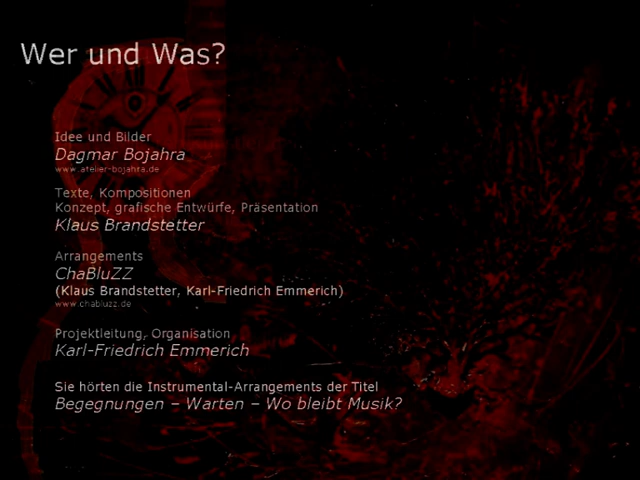 Wer und Was?
Idee und Bilder
Dagmar Bojahra
www.atelier-bojahra.de
Texte, Kompositionen
Konzept, grafische Entwürfe, Präsentation
Klaus Brandstetter
Arrangements
ChaBluZZ
(Klaus Brandstetter, Karl-Friedrich Emmerich)
www.chabluzz.de
Projektleitung, Organisation
Karl-Friedrich Emmerich
Sie hörten die Instrumental-Arrangements der Titel
Begegnungen – Warten – Wo bleibt Musik?